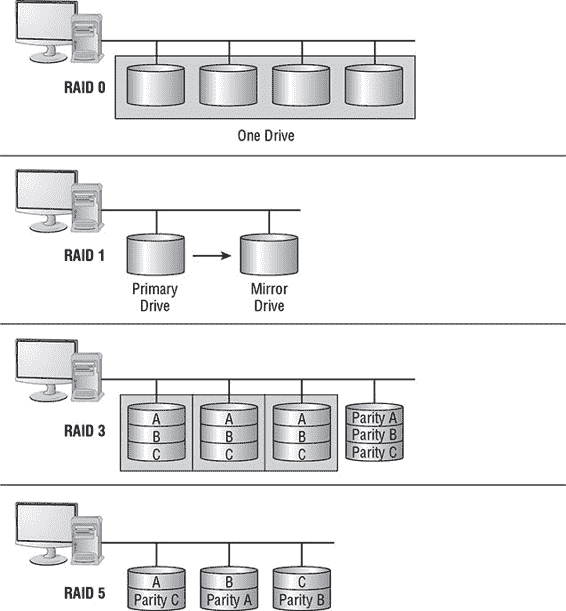 RAID 0
One Drive
RAID 1
Primary
Drive
Mirror
Drive
RAID 3
A
B
C
A
B
C
A
B
C
Parity A
Parity B
Parity C
RAID 5
A
Parity C
B
Parity A
C
Parity B